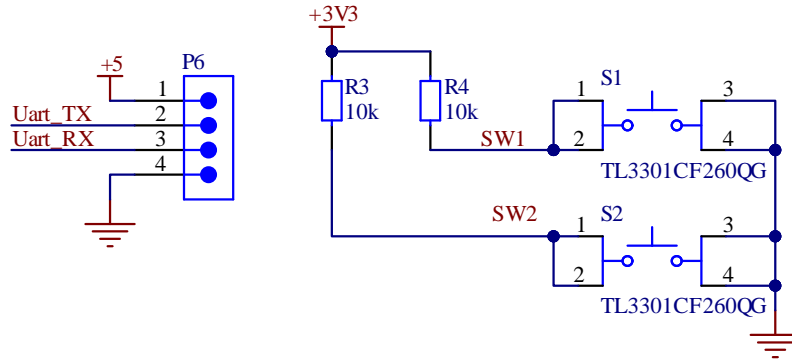 +3V3
+5
P6
1
Uart_TX
2
Uart_RX
3
4
R3
10k
R4
10k
SW1
S1
1
2
3
4
TL3301CF260QG
SW2
S2
1
2
3
4
TL3301CF260QG